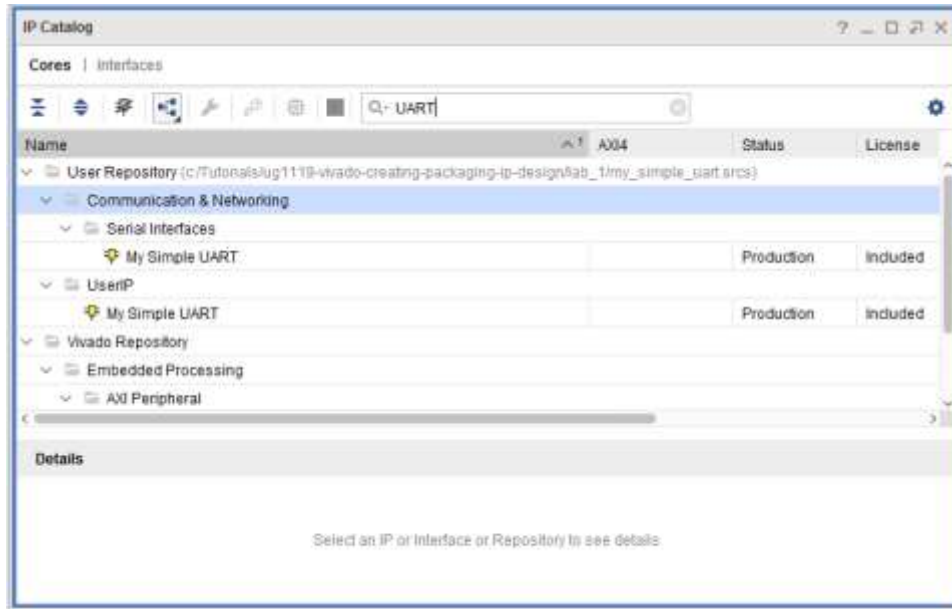 IP Catalog
Cores | Interfaces
UART
Name 1 AXI4 Status License
User Repository (c:/Tutorials/ug1119-vivado-creating-packaging-ip-design/lab_1/my_simple_uart.srcs)
Communication & Networking
Serial Interfaces
My Simple UART Production Included
UserIP
My Simple UART Production Included
Vivado Repository
Embedded Processing
AXI Peripheral
Details
Select an IP or Interface or Repository to see details